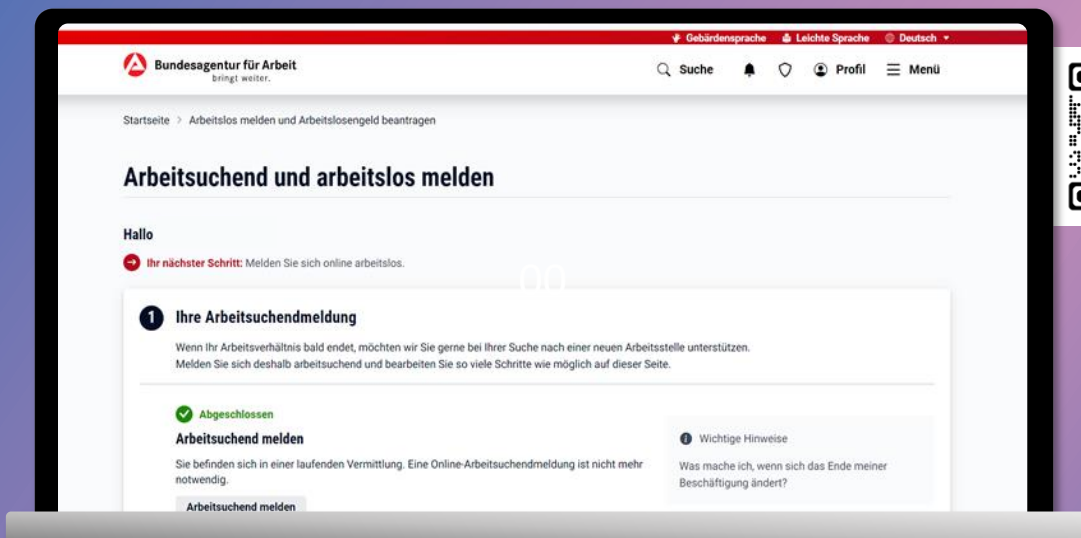 Gebärdensprache Leichte Sprache Deutsch
Bundesagentur für Arbeit
bringt weiter.
Suche Profil Menü
Startseite > Arbeitslos melden und Arbeitslosengeld beantragen
Arbeitsuchend und arbeitslos melden
Hallo
Ihr nächster Schritt: Melden Sie sich online arbeitslos.
00
1 Ihre Arbeitsuchendmeldung
Wenn Ihr Arbeitsverhältnis bald endet, möchten wir Sie gerne bei Ihrer Suche nach einer neuen Arbeitsstelle unterstützen.
Melden Sie sich deshalb arbeitsuchend und bearbeiten Sie so viele Schritte wie möglich auf dieser Seite.
Abgeschlossen
Arbeitsuchend melden
Sie befinden sich in einer laufenden Vermittlung. Eine Online-Arbeitsuchendmeldung ist nicht mehr
notwendig.
Arbeitsuchend melden
Wichtige Hinweise
Was mache ich, wenn sich das Ende meiner
Beschäftigung ändert?